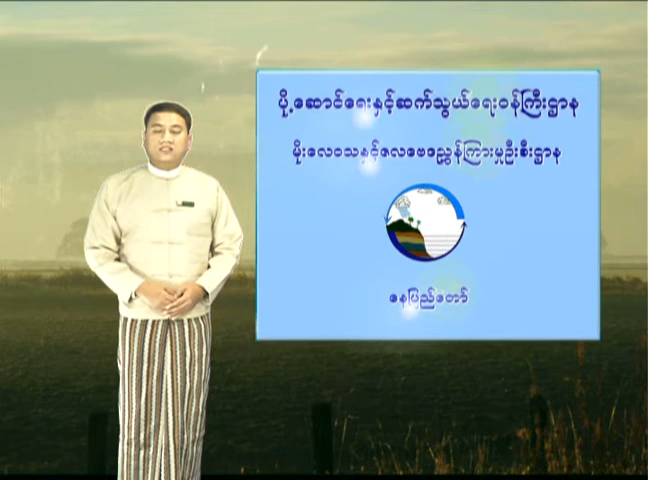 ပို့ဆောင်ရေးနှင့်ဆက်သွယ်ရေးဝန်ကြီးဌာန
မိုးလေဝသနှင့်ဇလဗေဒညွှန်ကြားမှုဦးစီးဌာန
နေပြည်တော်